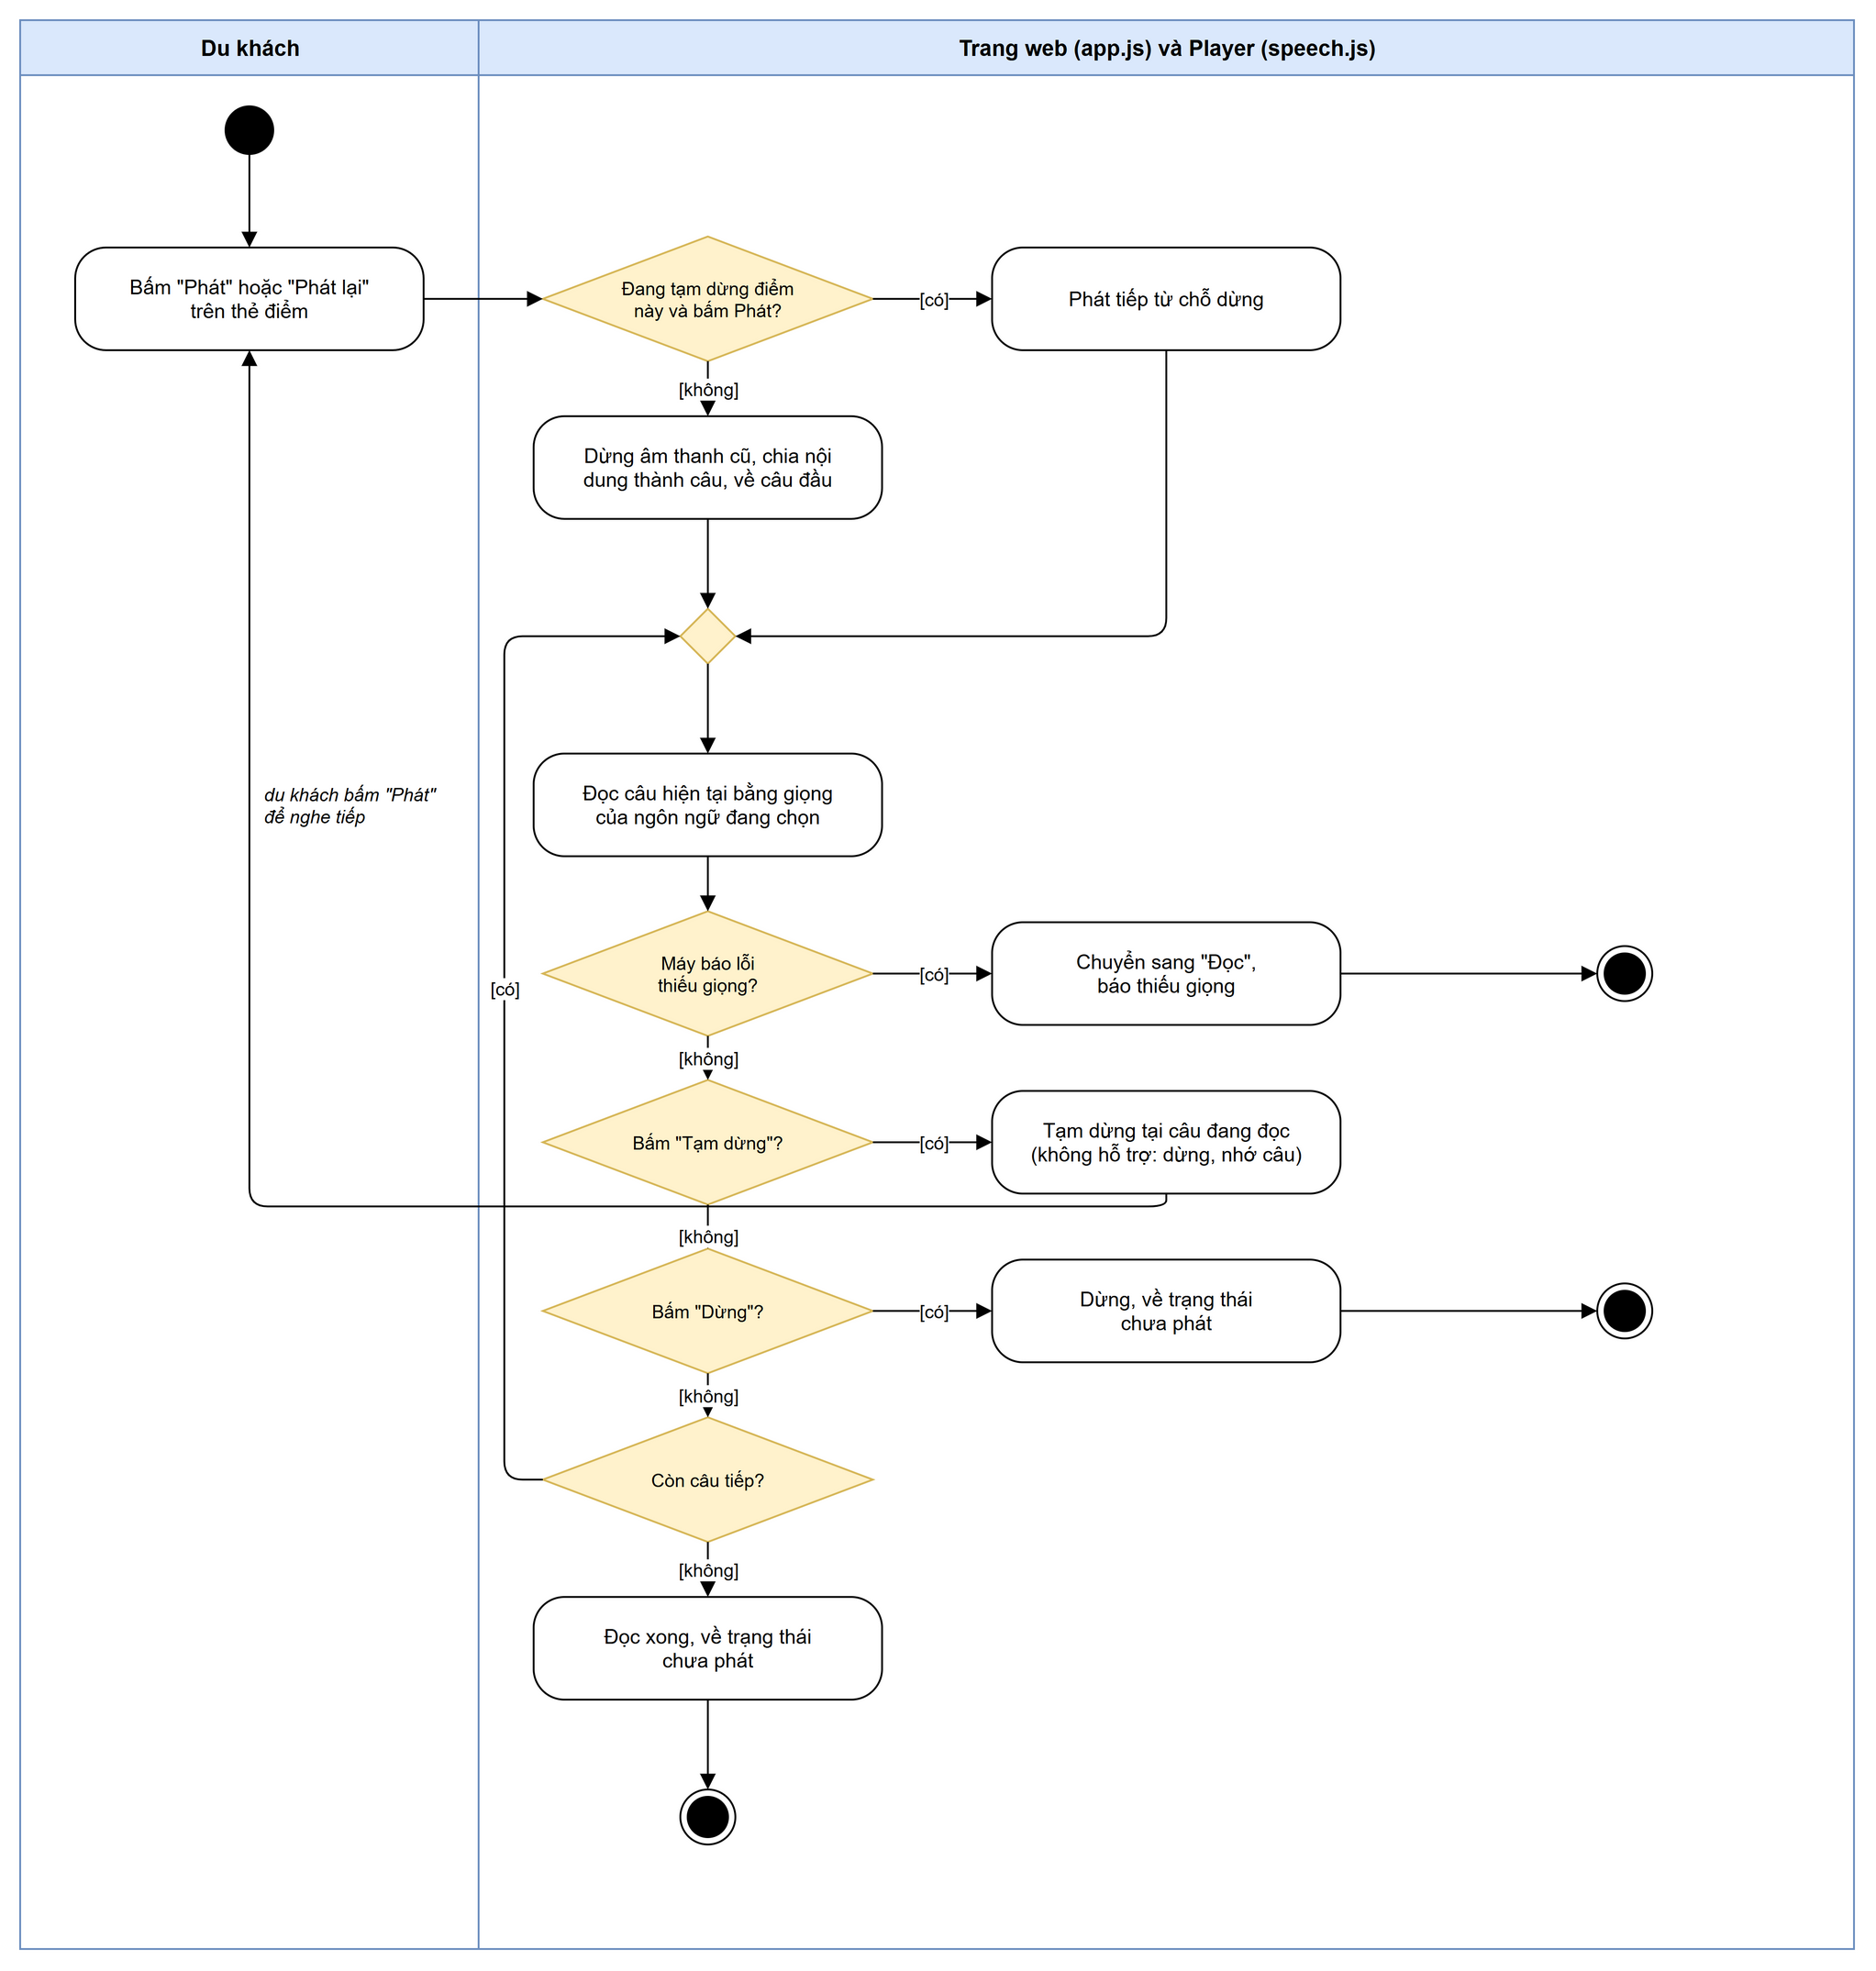 Du khách
Trang web (app.js) và Player (speech.js)
Bấm "Phát" hoặc "Phát lại"
trên thẻ điểm
Đang tạm dừng điểm
này và bấm Phát?
[có]
Phát tiếp từ chỗ dừng
[không]
Dừng âm thanh cũ, chia nội
dung thành câu, về câu đầu
du khách bấm "Phát"
để nghe tiếp
Đọc câu hiện tại bằng giọng
của ngôn ngữ đang chọn
[có]
Máy báo lỗi
thiếu giọng?
[có]
Chuyển sang "Đọc",
báo thiếu giọng
[không]
Bấm "Tạm dừng"?
[có]
Tạm dừng tại câu đang đọc
(không hỗ trợ: dừng, nhớ câu)
[không]
Bấm "Dừng"?
[có]
Dừng, về trạng thái
chưa phát
[không]
Còn câu tiếp?
[không]
Đọc xong, về trạng thái
chưa phát